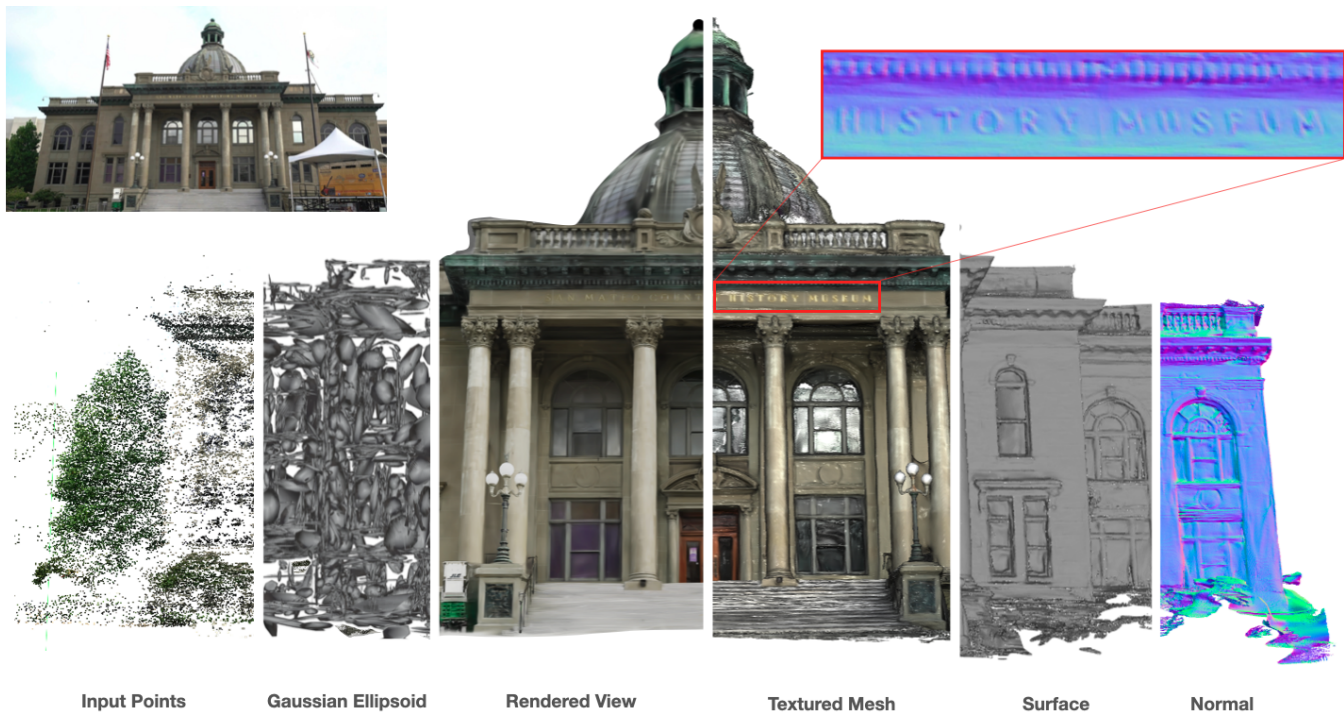 HISTORY MUSEUM
SAN MATEO COUNTY HISTORY MUSEUM
Input Points
Gaussian Ellipsoid
Rendered View
Textured Mesh
Surface
Normal